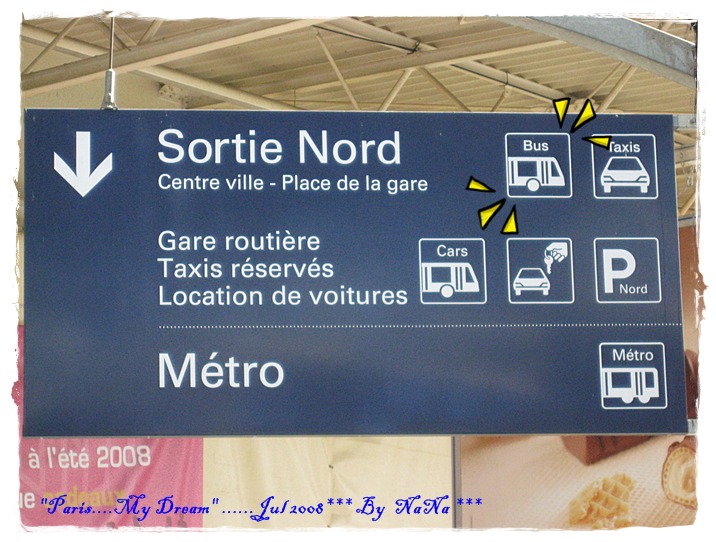 Sortie Nord
Centre ville - Place de la gare
Bus
Taxis
Gare routière
Taxis réservés
Location de voitures
Cars
P
Nord
Métro
Métro
à l'été 2008
"Paris....My Dream" ...... Jul 2008 *** By NaNa ***